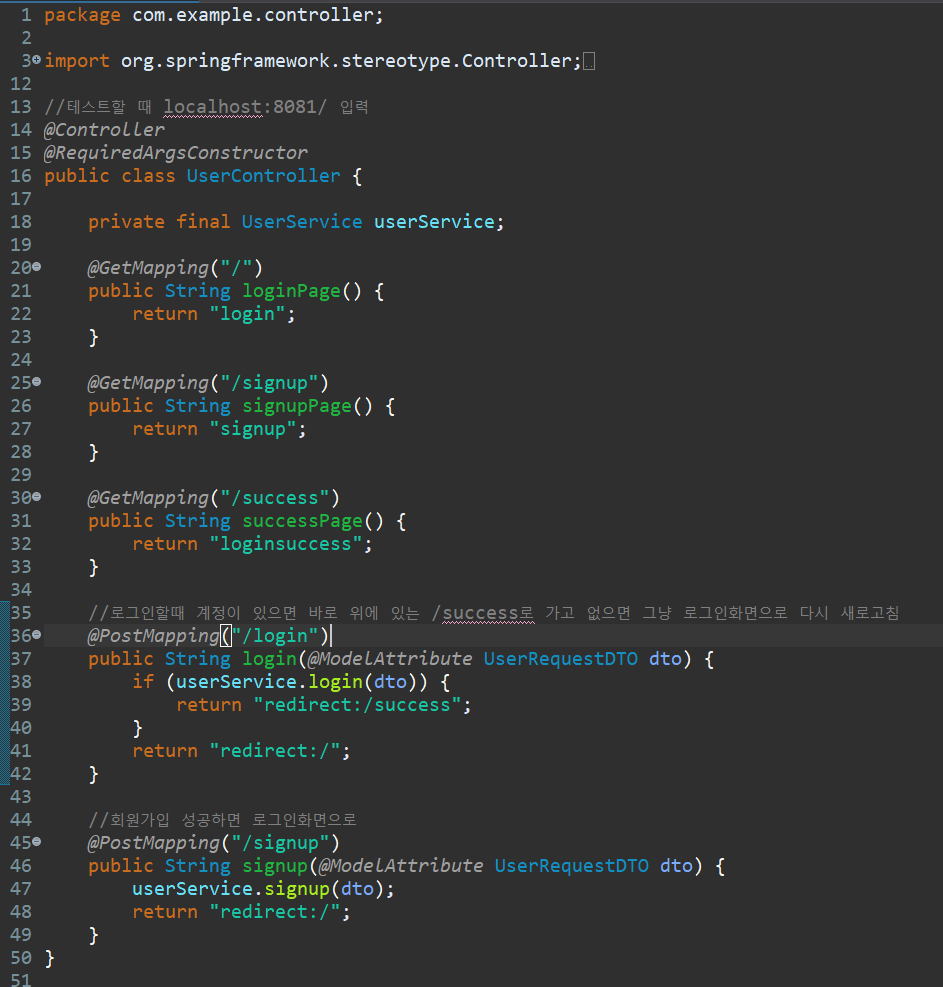 1 package com.example.controller;
2
3 import org.springframework.stereotype.Controller;
12
13 //테스트할 때 localhost:8081/ 입력
14 @Controller
15 @RequiredArgsConstructor
16 public class UserController {
17
18     private final UserService userService;
19
20     @GetMapping("/")
21     public String loginPage() {
22         return "login";
23     }
24
25     @GetMapping("/signup")
26     public String signupPage() {
27         return "signup";
28     }
29
30     @GetMapping("/success")
31     public String successPage() {
32         return "loginsuccess";
33     }
34
35     //로그인할때 계정이 있으면 바로 위에 있는 /success로 가고 없으면 그냥 로그인화면으로 다시 새로고침
36     @PostMapping("/login")
37     public String login(@ModelAttribute UserRequestDTO dto) {
38         if (userService.login(dto)) {
39             return "redirect:/success";
40         }
41         return "redirect:/";
42     }
43
44     //회원가입 성공하면 로그인화면으로
45     @PostMapping("/signup")
46     public String signup(@ModelAttribute UserRequestDTO dto) {
47         userService.signup(dto);
48         return "redirect:/";
49     }
50 }
51